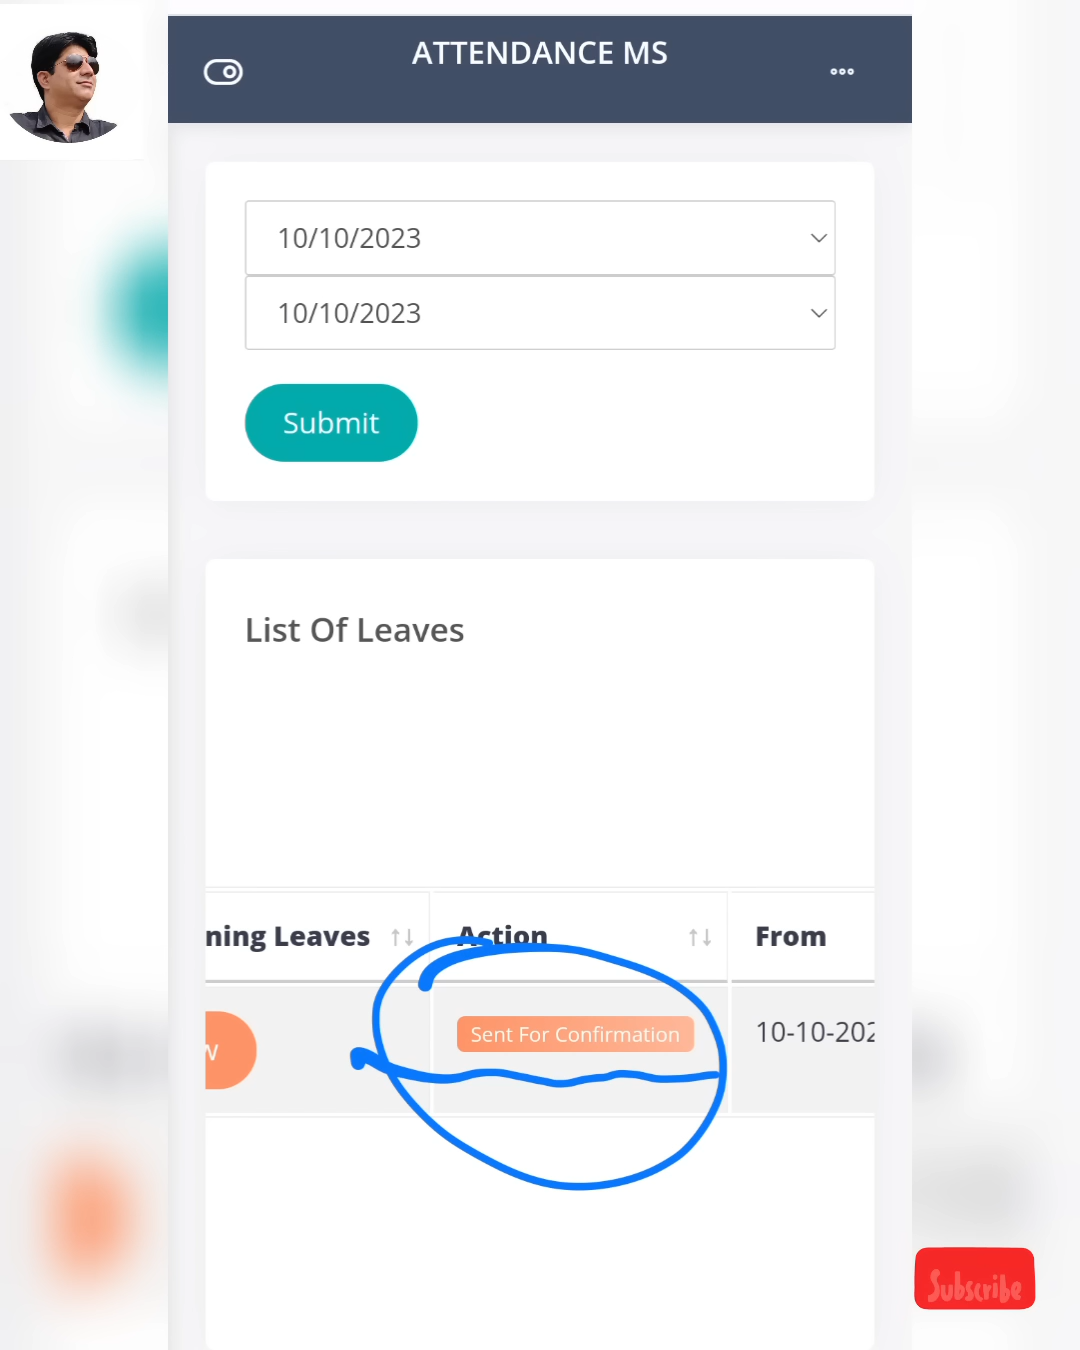 ATTENDANCE MS
10/10/2023
10/10/2023
Submit
List Of Leaves
ning Leaves
Action
From
Sent For Confirmation
10-10-202
Subscribe